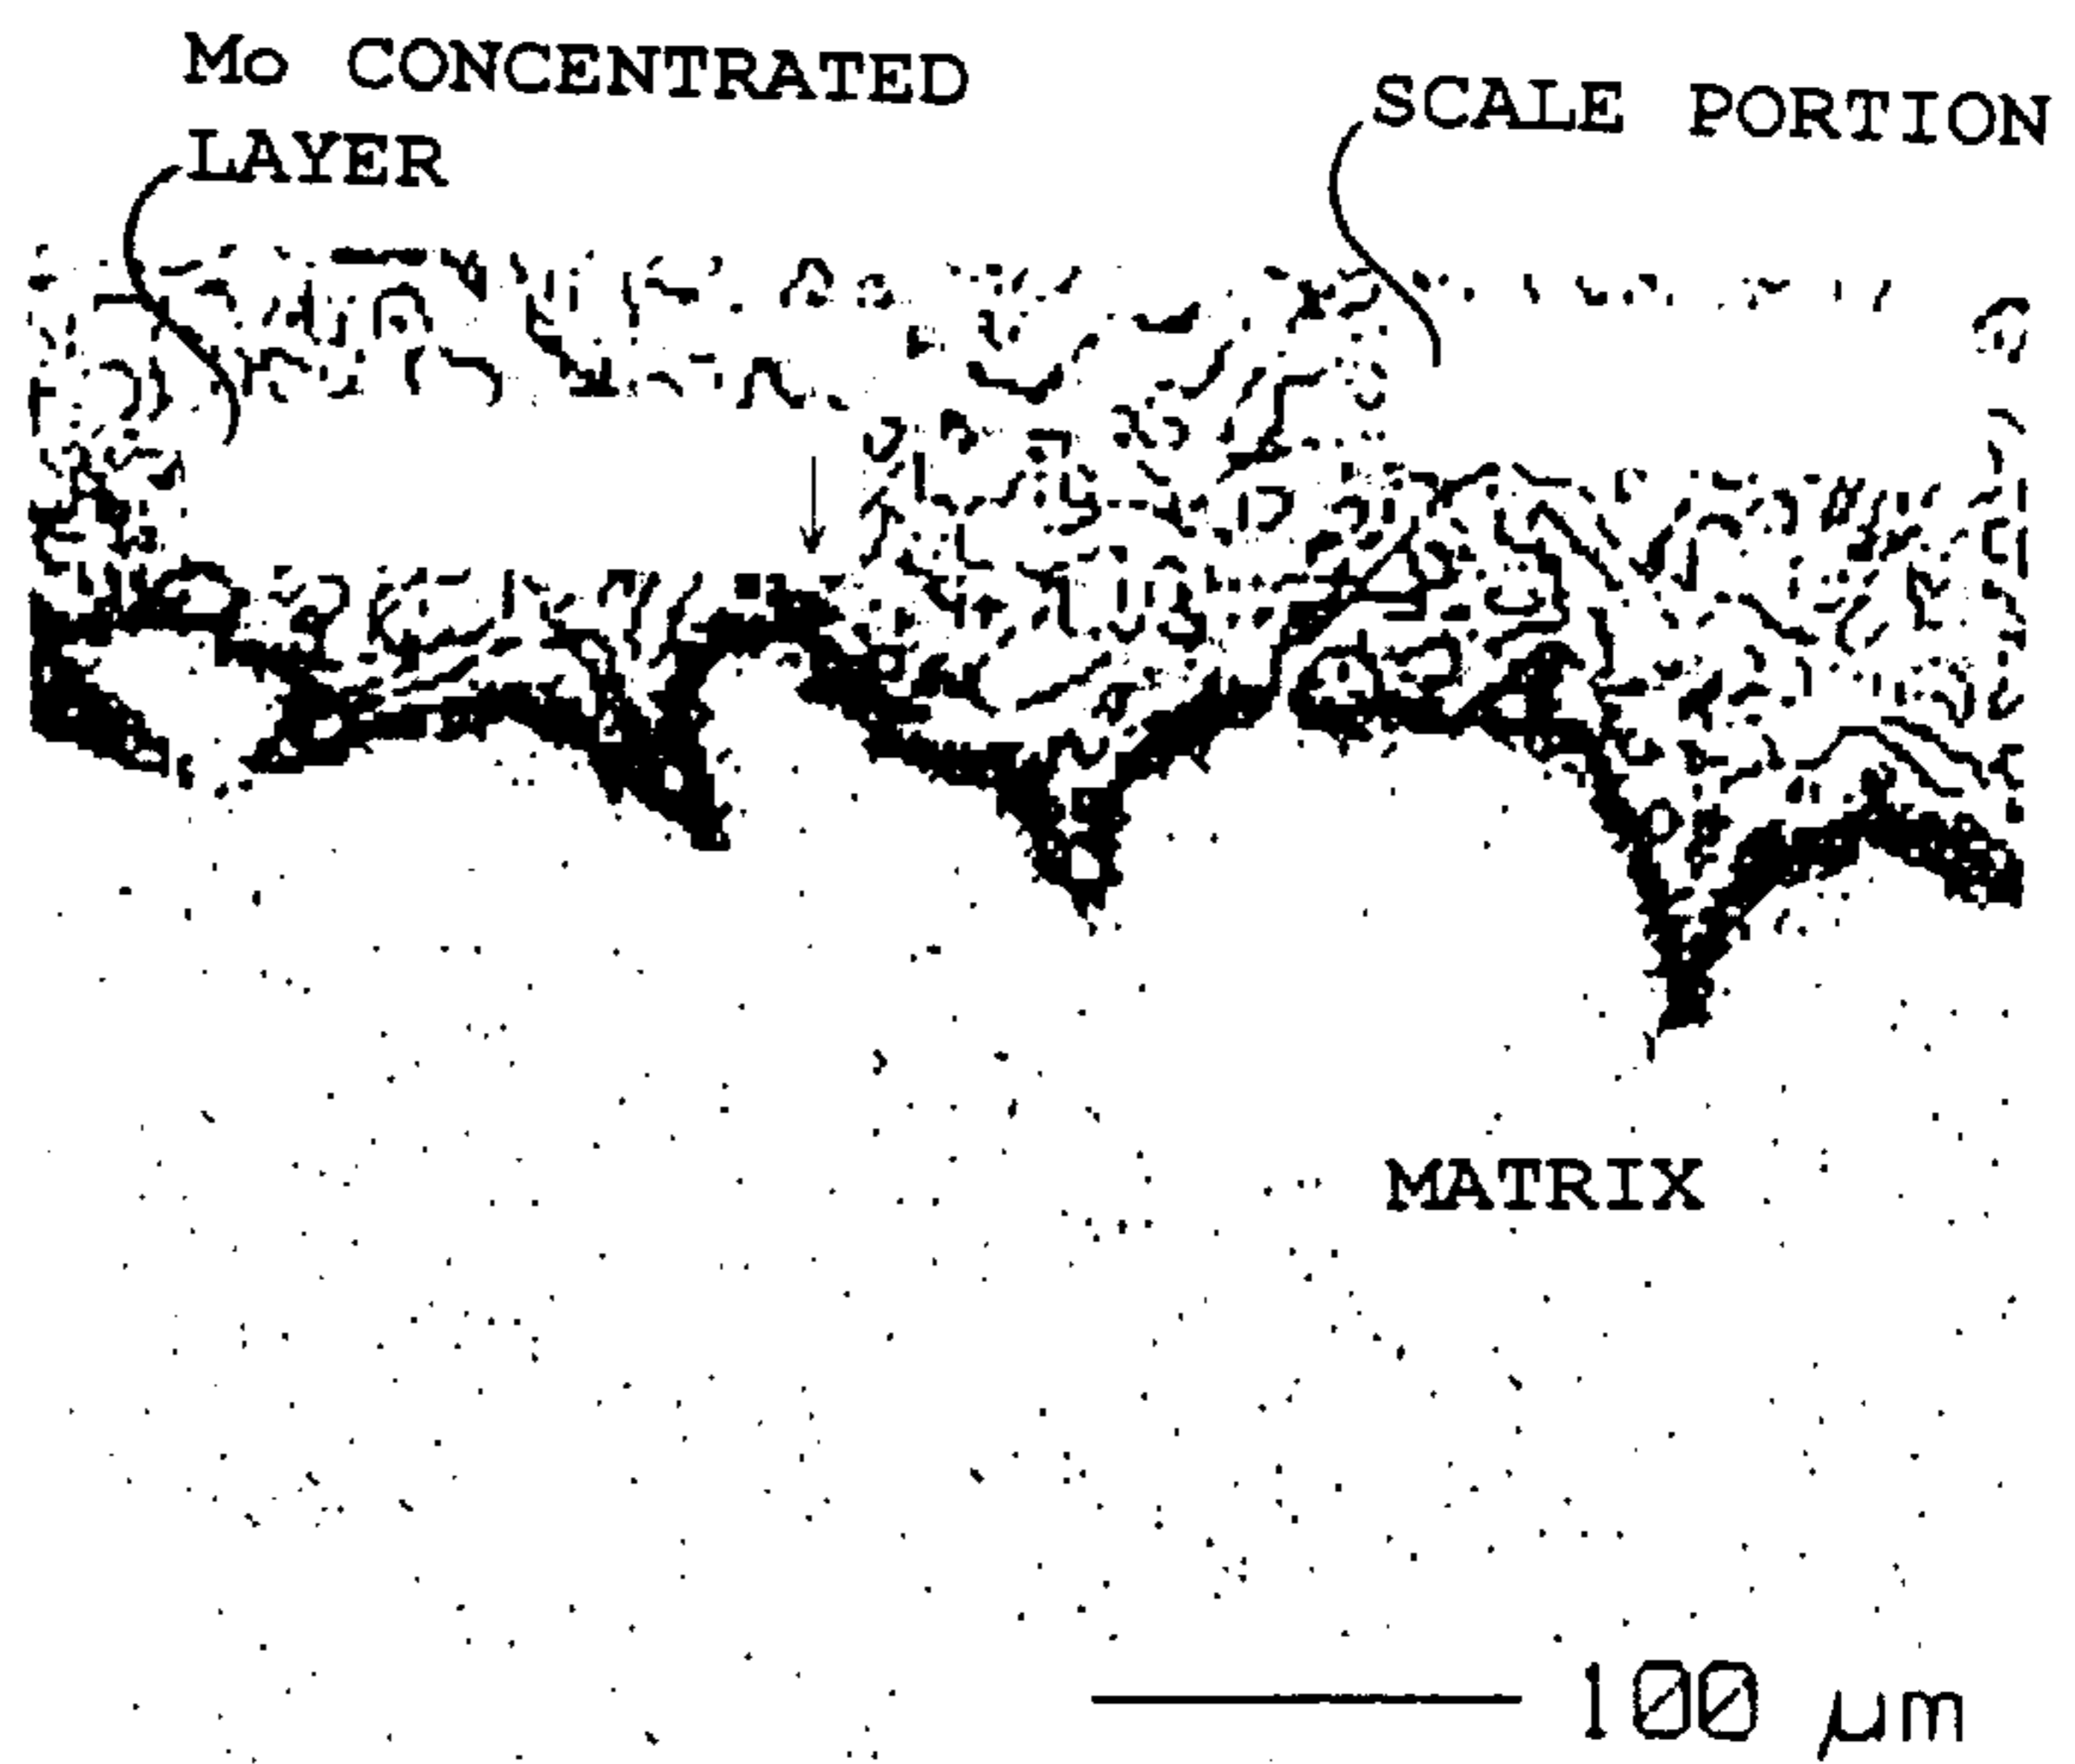 Mo CONCENTRATED
LAYER
SCALE PORTION
MATRIX
100 μm